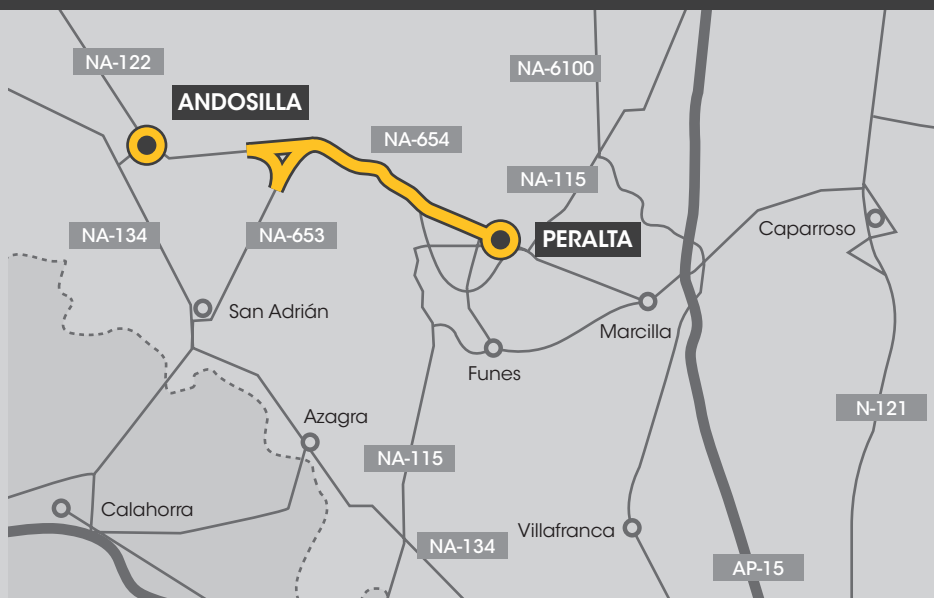 NA-122
NA-6100
ANDOSILLA
NA-654
NA-115
NA-134
NA-653
PERALTA
Caparroso
San Adrián
Marcilla
Funes
Azagra
N-121
NA-115
Calahorra
Villafranca
NA-134
AP-15